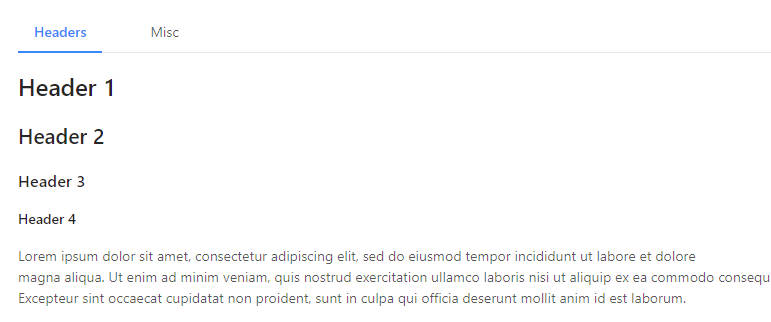 Headers Misc
Header 1
Header 2
Header 3
Header 4
Lorem ipsum dolor sit amet, consectetur adipiscing elit, sed do eiusmod tempor incididunt ut labore et dolore
magna aliqua. Ut enim ad minim veniam, quis nostrud exercitation ullamco laboris nisi ut aliquip ex ea commodo consequ
Excepteur sint occaecat cupidatat non proident, sunt in culpa qui officia deserunt mollit anim id est laborum.